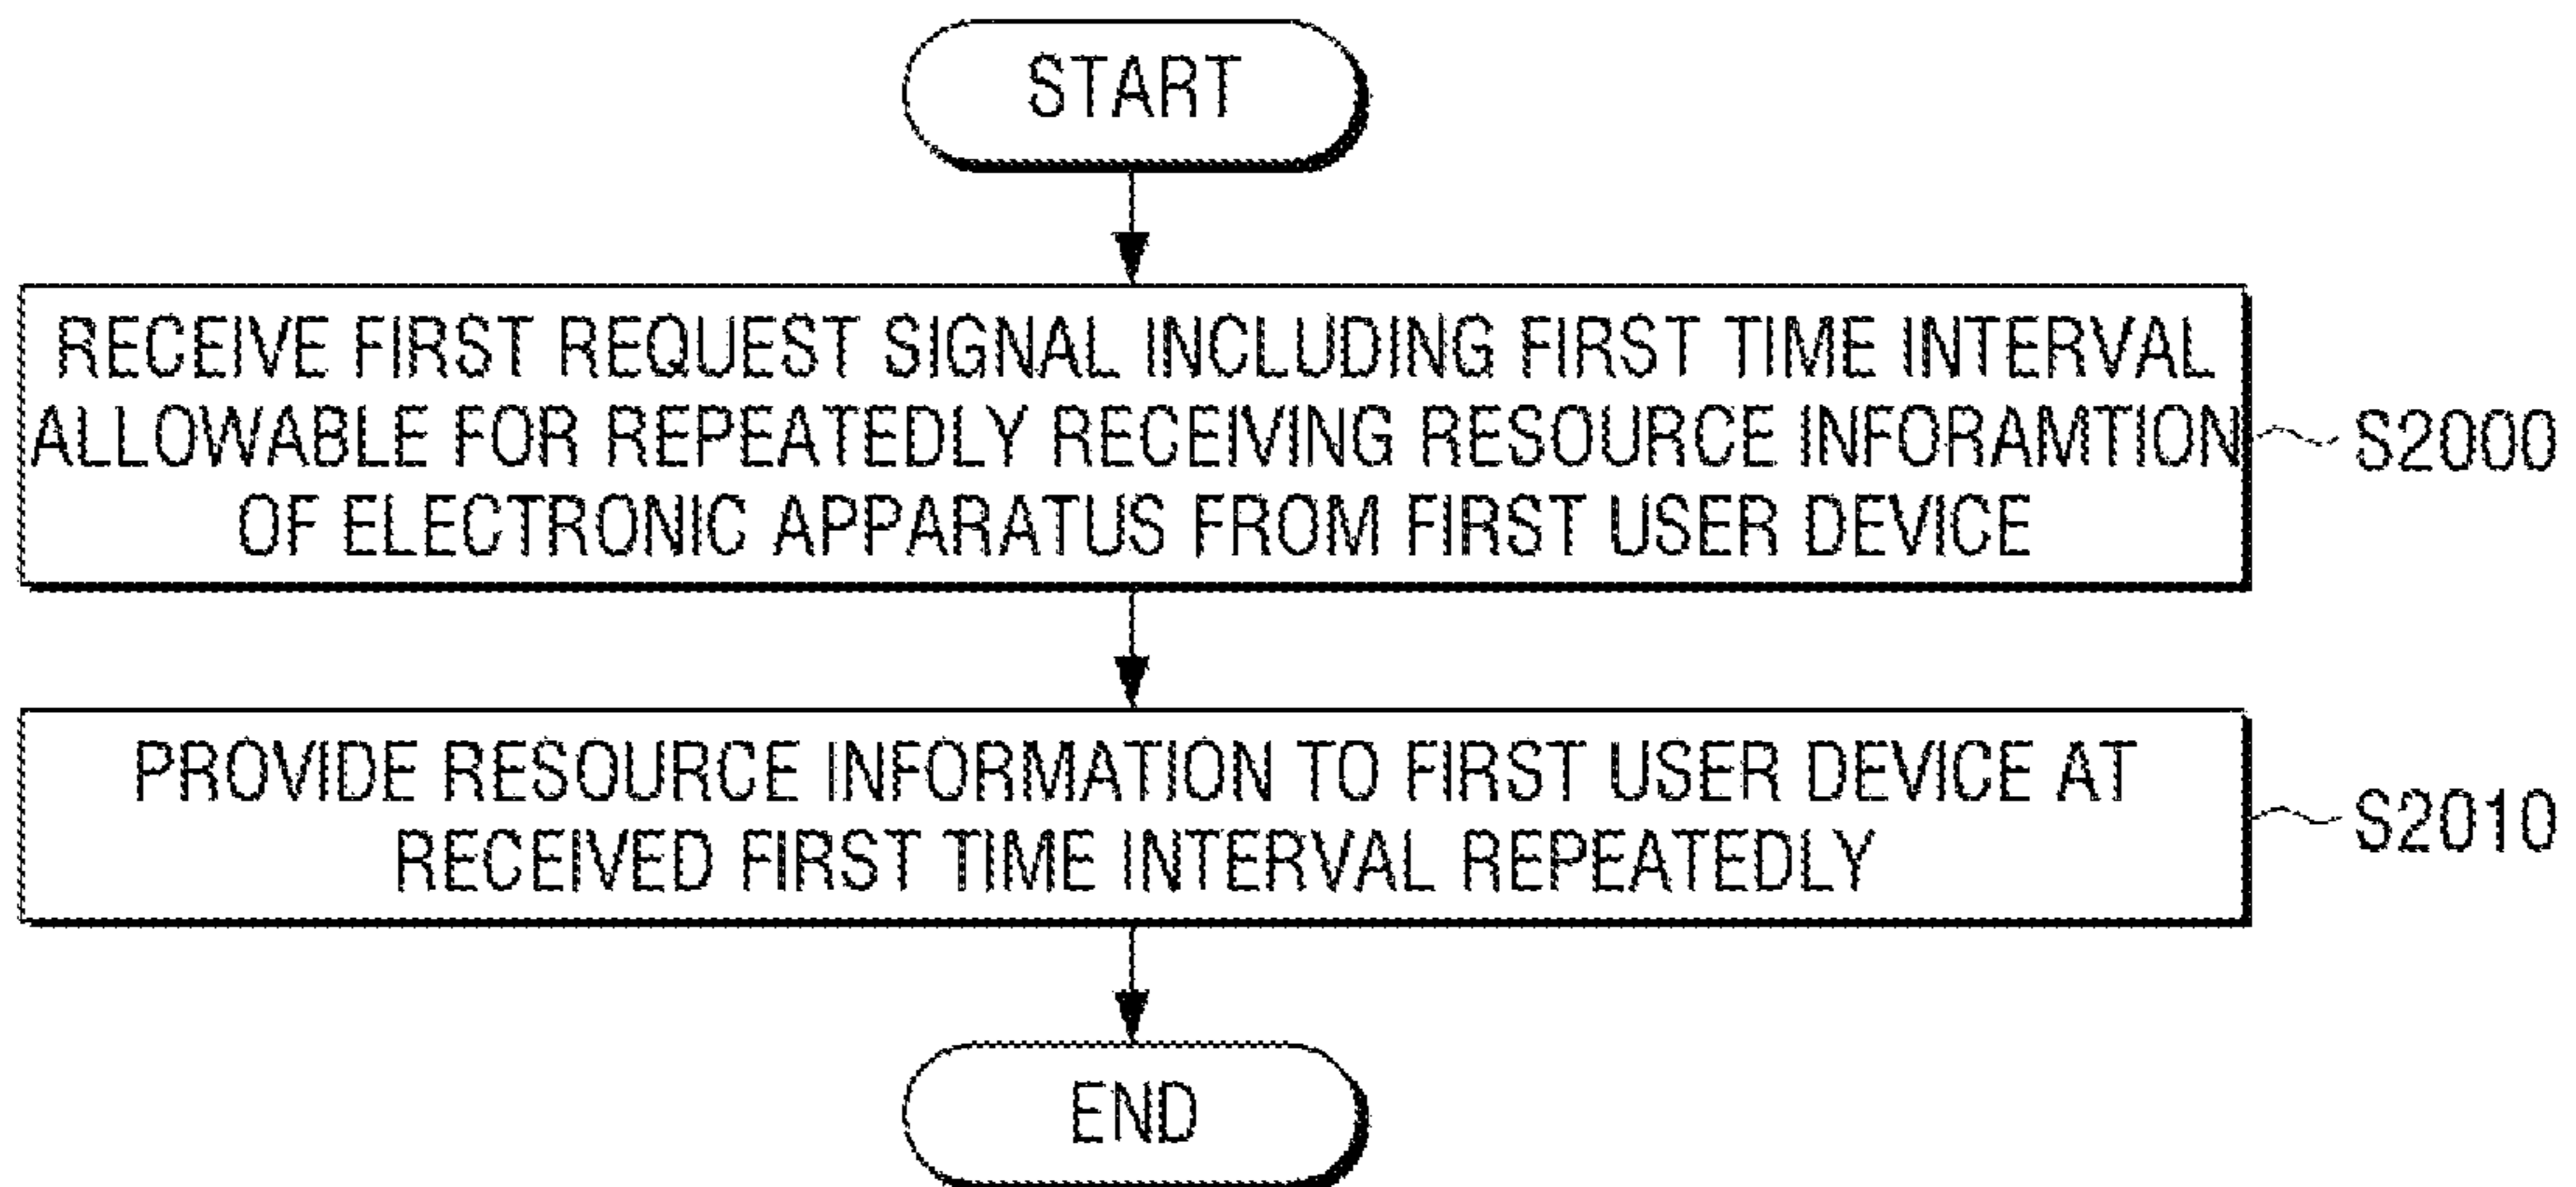 START
RECEIVE FIRST REQUEST SIGNAL INCLUDING FIRST TIME INTERVAL
ALLOWABLE FOR REPEATEDLY RECEIVING RESOURCE INFORAMTION
OF ELECTRONIC APPARATUS FROM FIRST USER DEVICE
S2000
PROVIDE RESOURCE INFORMATION TO FIRST USER DEVICE AT
RECEIVED FIRST TIME INTERVAL REPEATEDLY
S2010
END